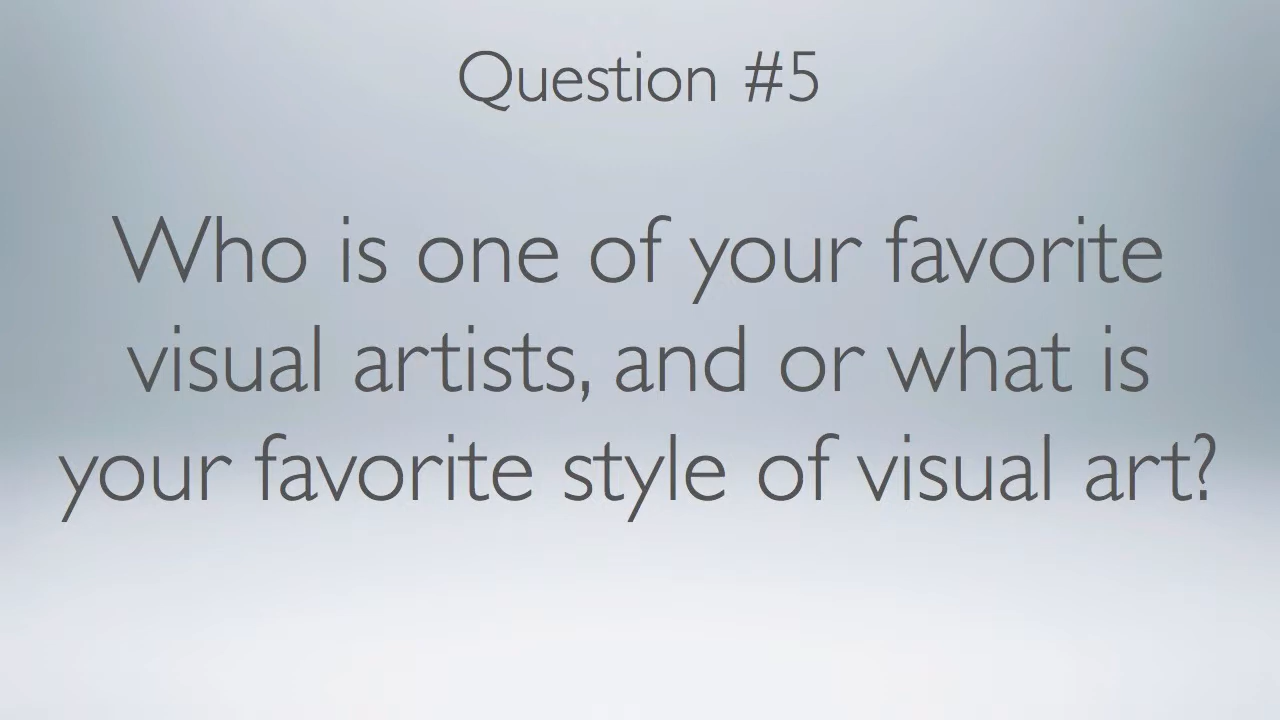 Question #5
Who is one of your favorite
visual artists, and or what is
your favorite style of visual art?